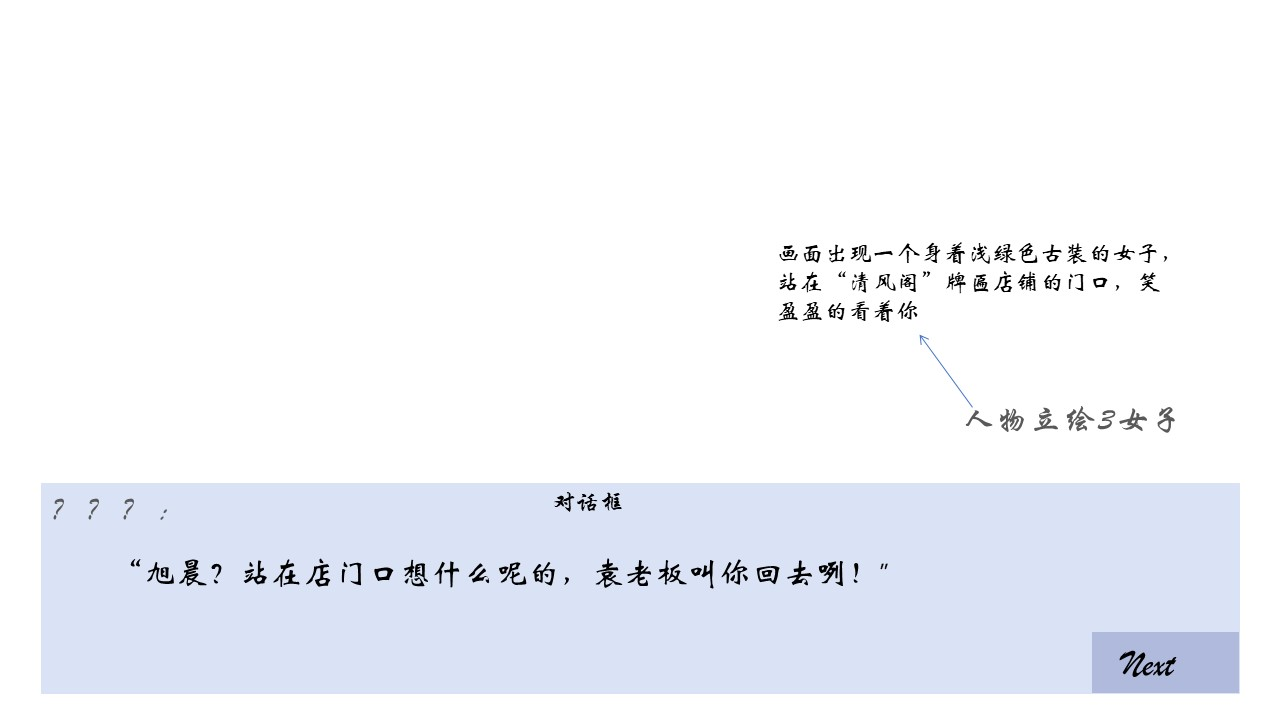 画面出现一个身着浅绿色古装的女子，
站在“清风阁”牌匾店铺的门口，笑
盈盈的看着你
人物立绘3女子
？？？：
对话框
“旭晨？站在店门口想什么呢的，袁老板叫你回去咧！”
Next